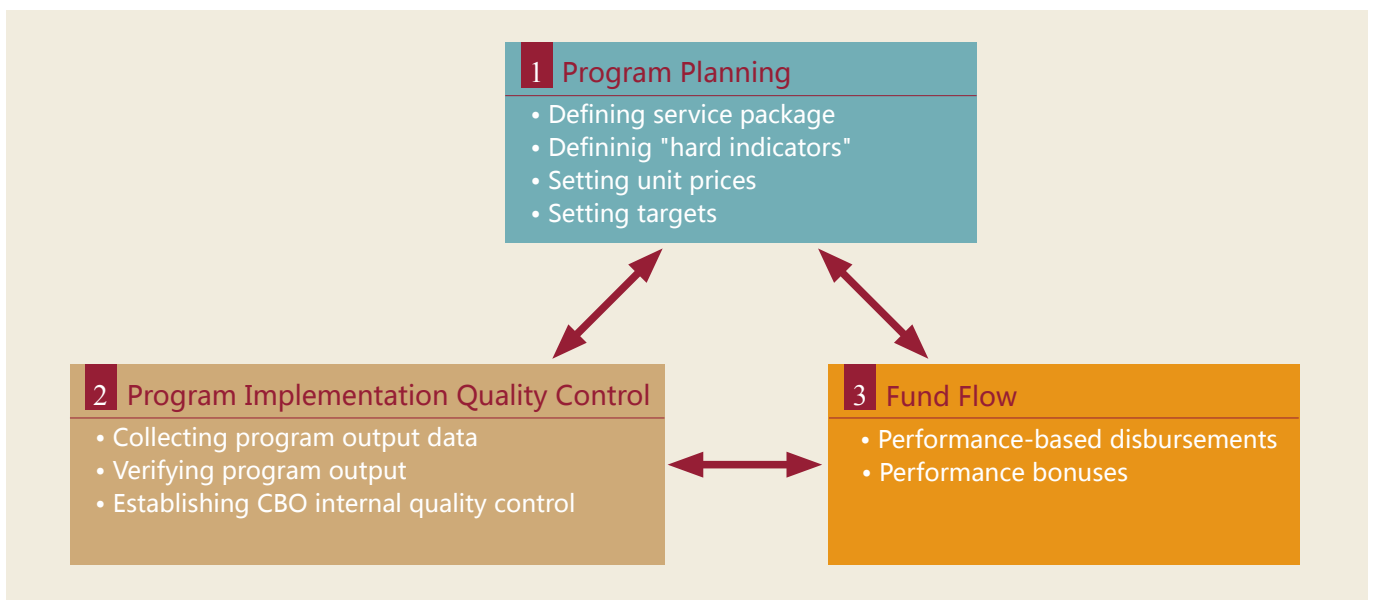 1 Program Planning
• Defining service package
• Defininig "hard indicators"
• Setting unit prices
• Setting targets
2 Program Implementation Quality Control
• Collecting program output data
• Verifying program output
• Establishing CBO internal quality control
3 Fund Flow
• Performance-based disbursements
• Performance bonuses